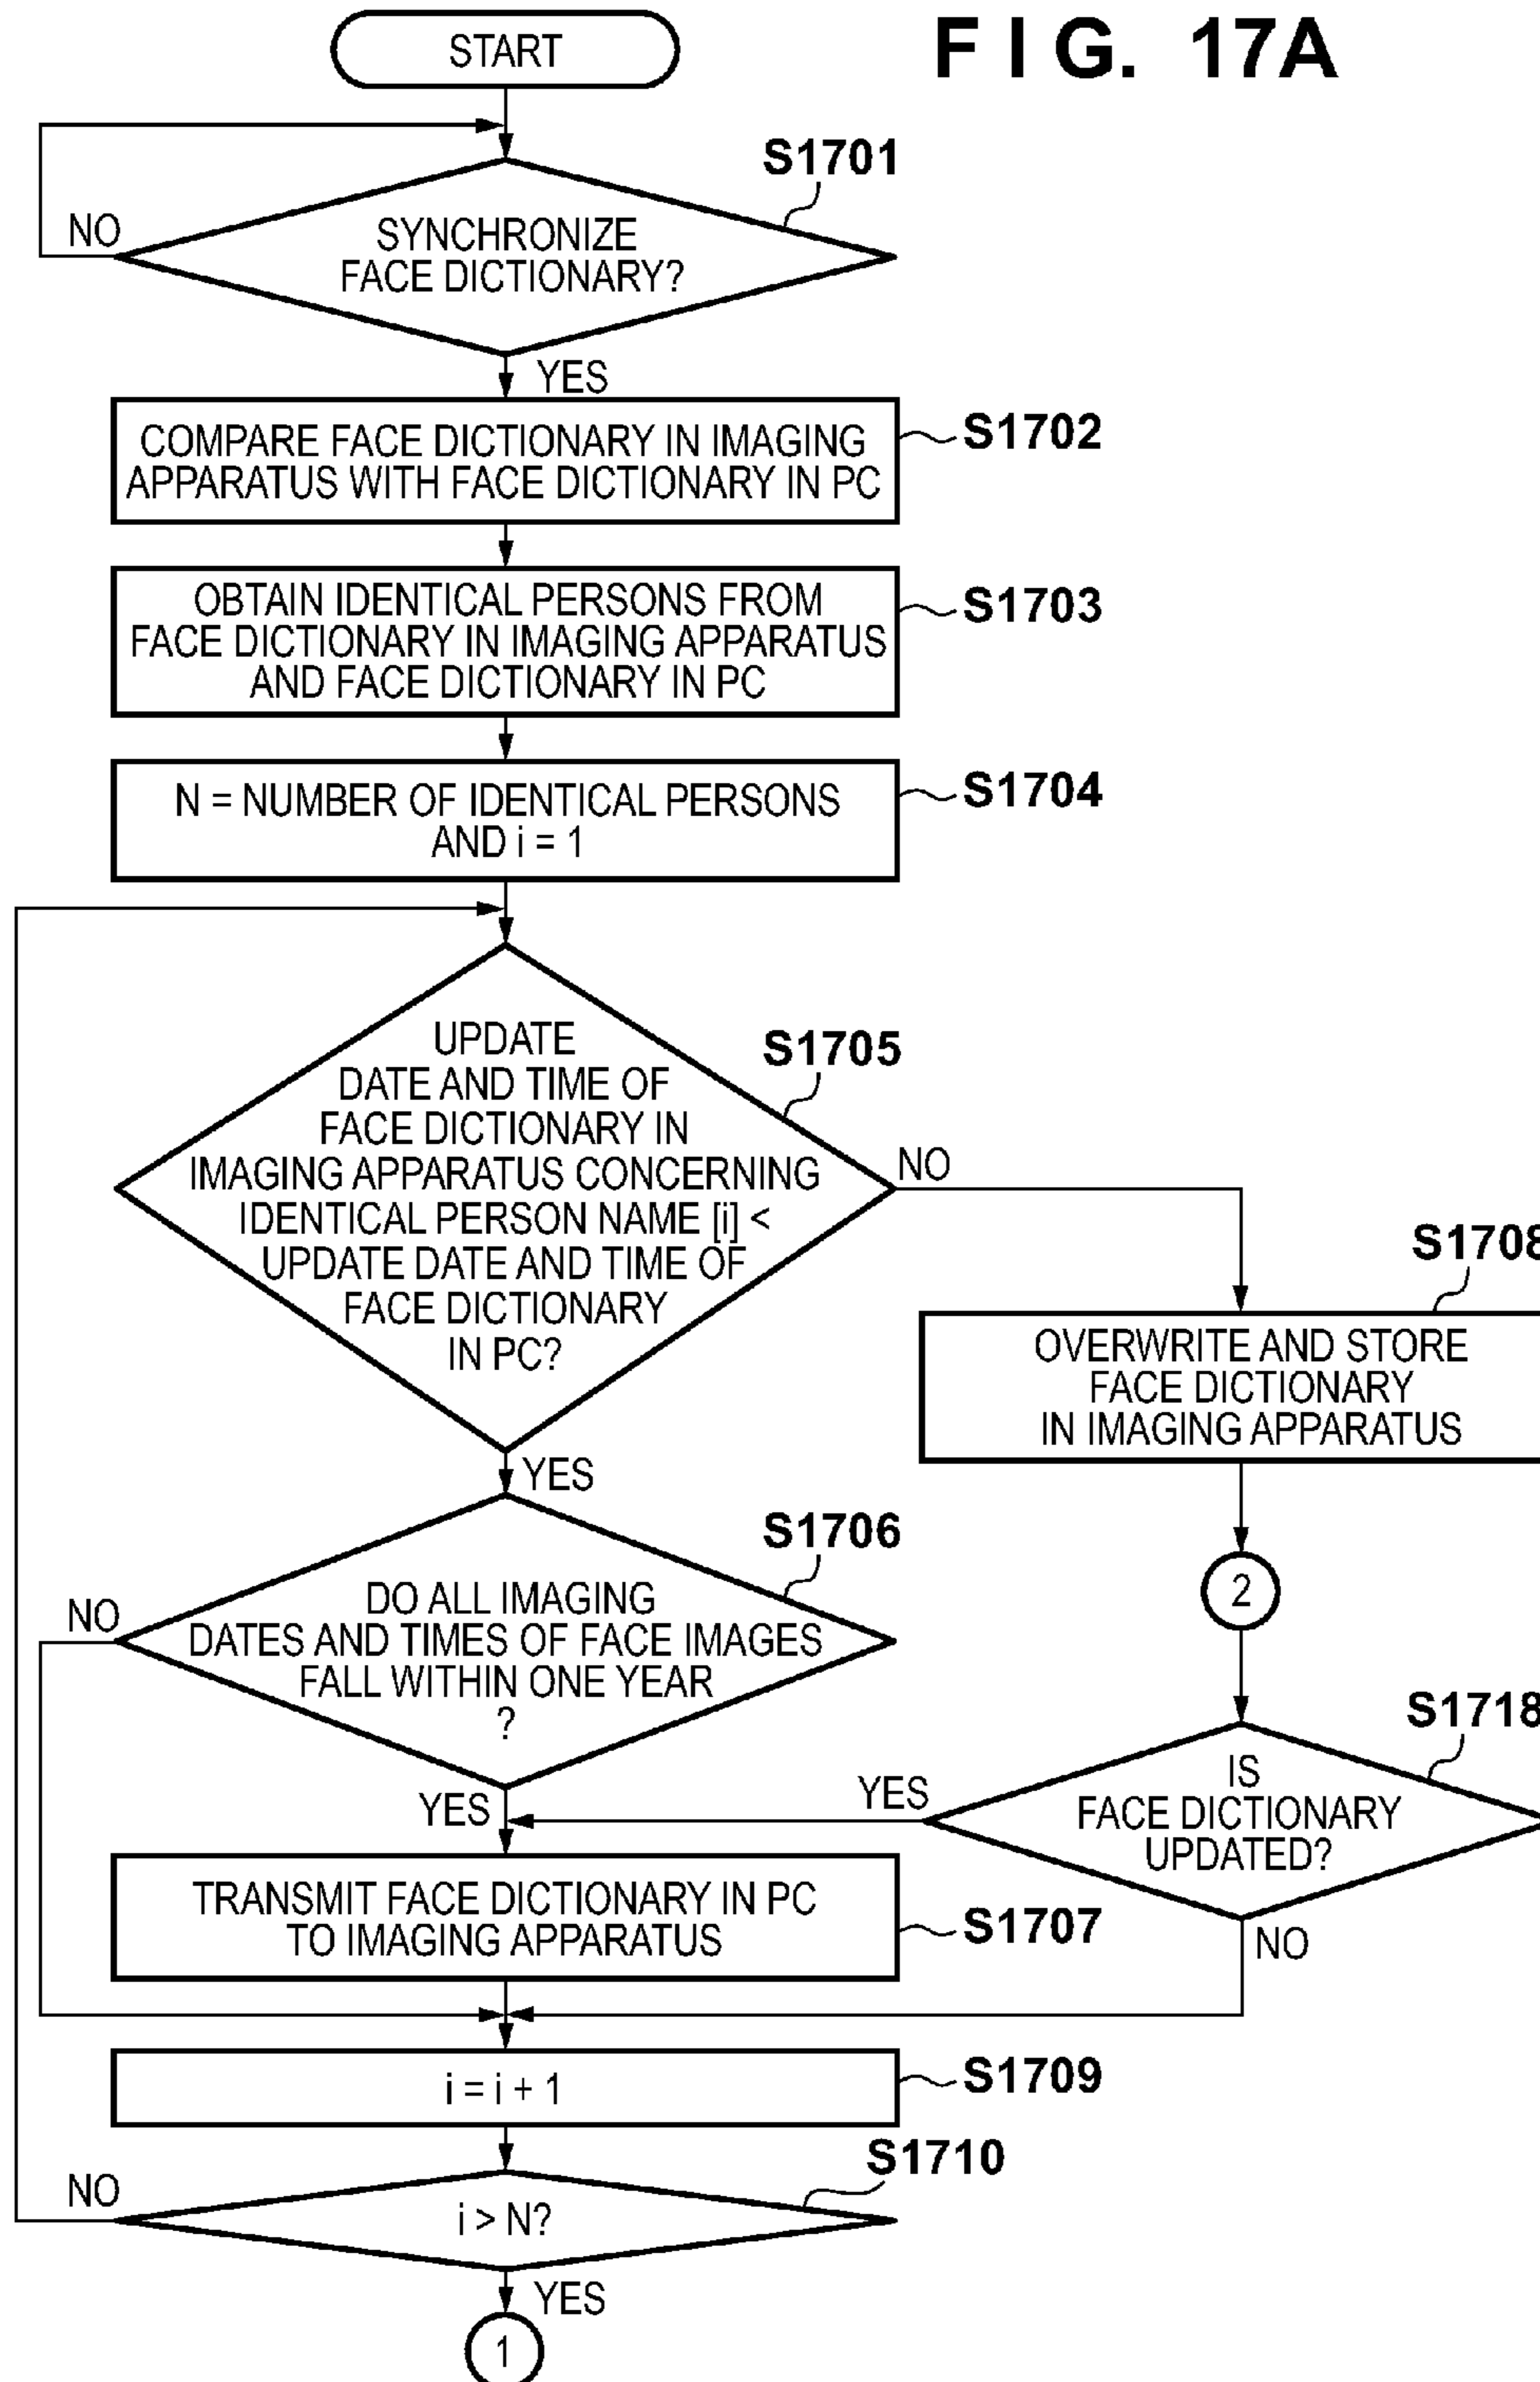 START
FIG. 17A
S1701
NO
SYNCHRONIZE
FACE DICTIONARY?
YES
COMPARE FACE DICTIONARY IN IMAGING
APPARATUS WITH FACE DICTIONARY IN PC
S1702
OBTAIN IDENTICAL PERSONS FROM
FACE DICTIONARY IN IMAGING APPARATUS
AND FACE DICTIONARY IN PC
S1703
N = NUMBER OF IDENTICAL PERSONS
AND i = 1
S1704
UPDATE
DATE AND TIME OF
FACE DICTIONARY IN
IMAGING APPARATUS CONCERNING
IDENTICAL PERSON NAME [i] <
UPDATE DATE AND TIME OF
FACE DICTIONARY
IN PC?
S1705
NO
YES
S1708
OVERWRITE AND STORE
FACE DICTIONARY
IN IMAGING APPARATUS
2
S1706
NO
DO ALL IMAGING
DATES AND TIMES OF FACE IMAGES
FALL WITHIN ONE YEAR
?
YES
S1718
IS
FACE DICTIONARY
UPDATED?
YES
NO
TRANSMIT FACE DICTIONARY IN PC
TO IMAGING APPARATUS
S1707
i = i + 1
S1709
S1710
NO
i > N?
YES
1